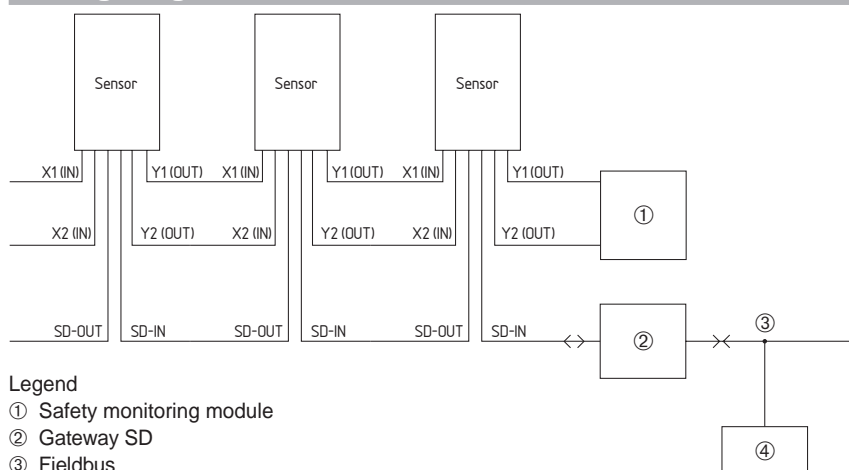 Sensor Sensor Sensor
X1 (IN) Y1 (OUT) X1 (IN) Y1 (OUT) X1 (IN) Y1 (OUT)
①
X2 (IN) Y2 (OUT) X2 (IN) Y2 (OUT) X2 (IN) Y2 (OUT)
SD-OUT SD-IN SD-OUT SD-IN SD-OUT SD-IN
② ③
Legend
① Safety monitoring module
② Gateway SD
③ Fieldbus
④